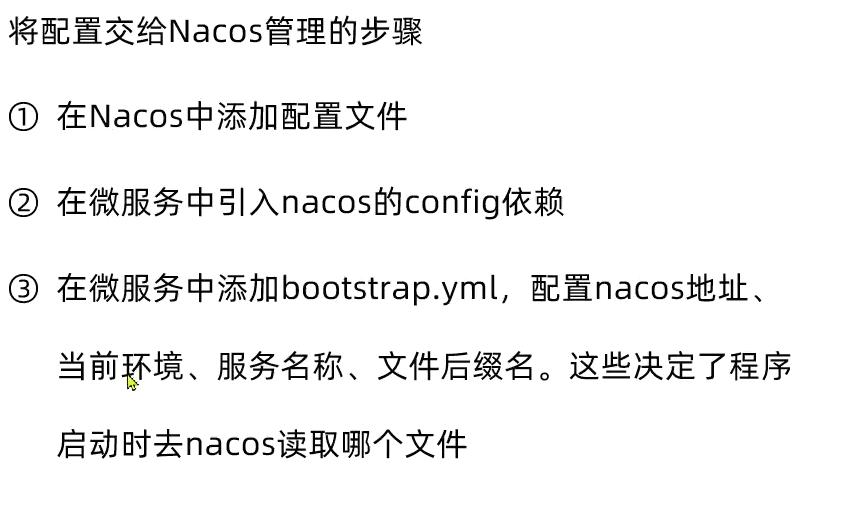 将配置交给Nacos管理的步骤
① 在Nacos中添加配置文件
② 在微服务中引入nacos的config依赖
③ 在微服务中添加bootstrap.yml，配置nacos地址、
当前环境、服务名称、文件后缀名。这些决定了程序
启动时去nacos读取哪个文件